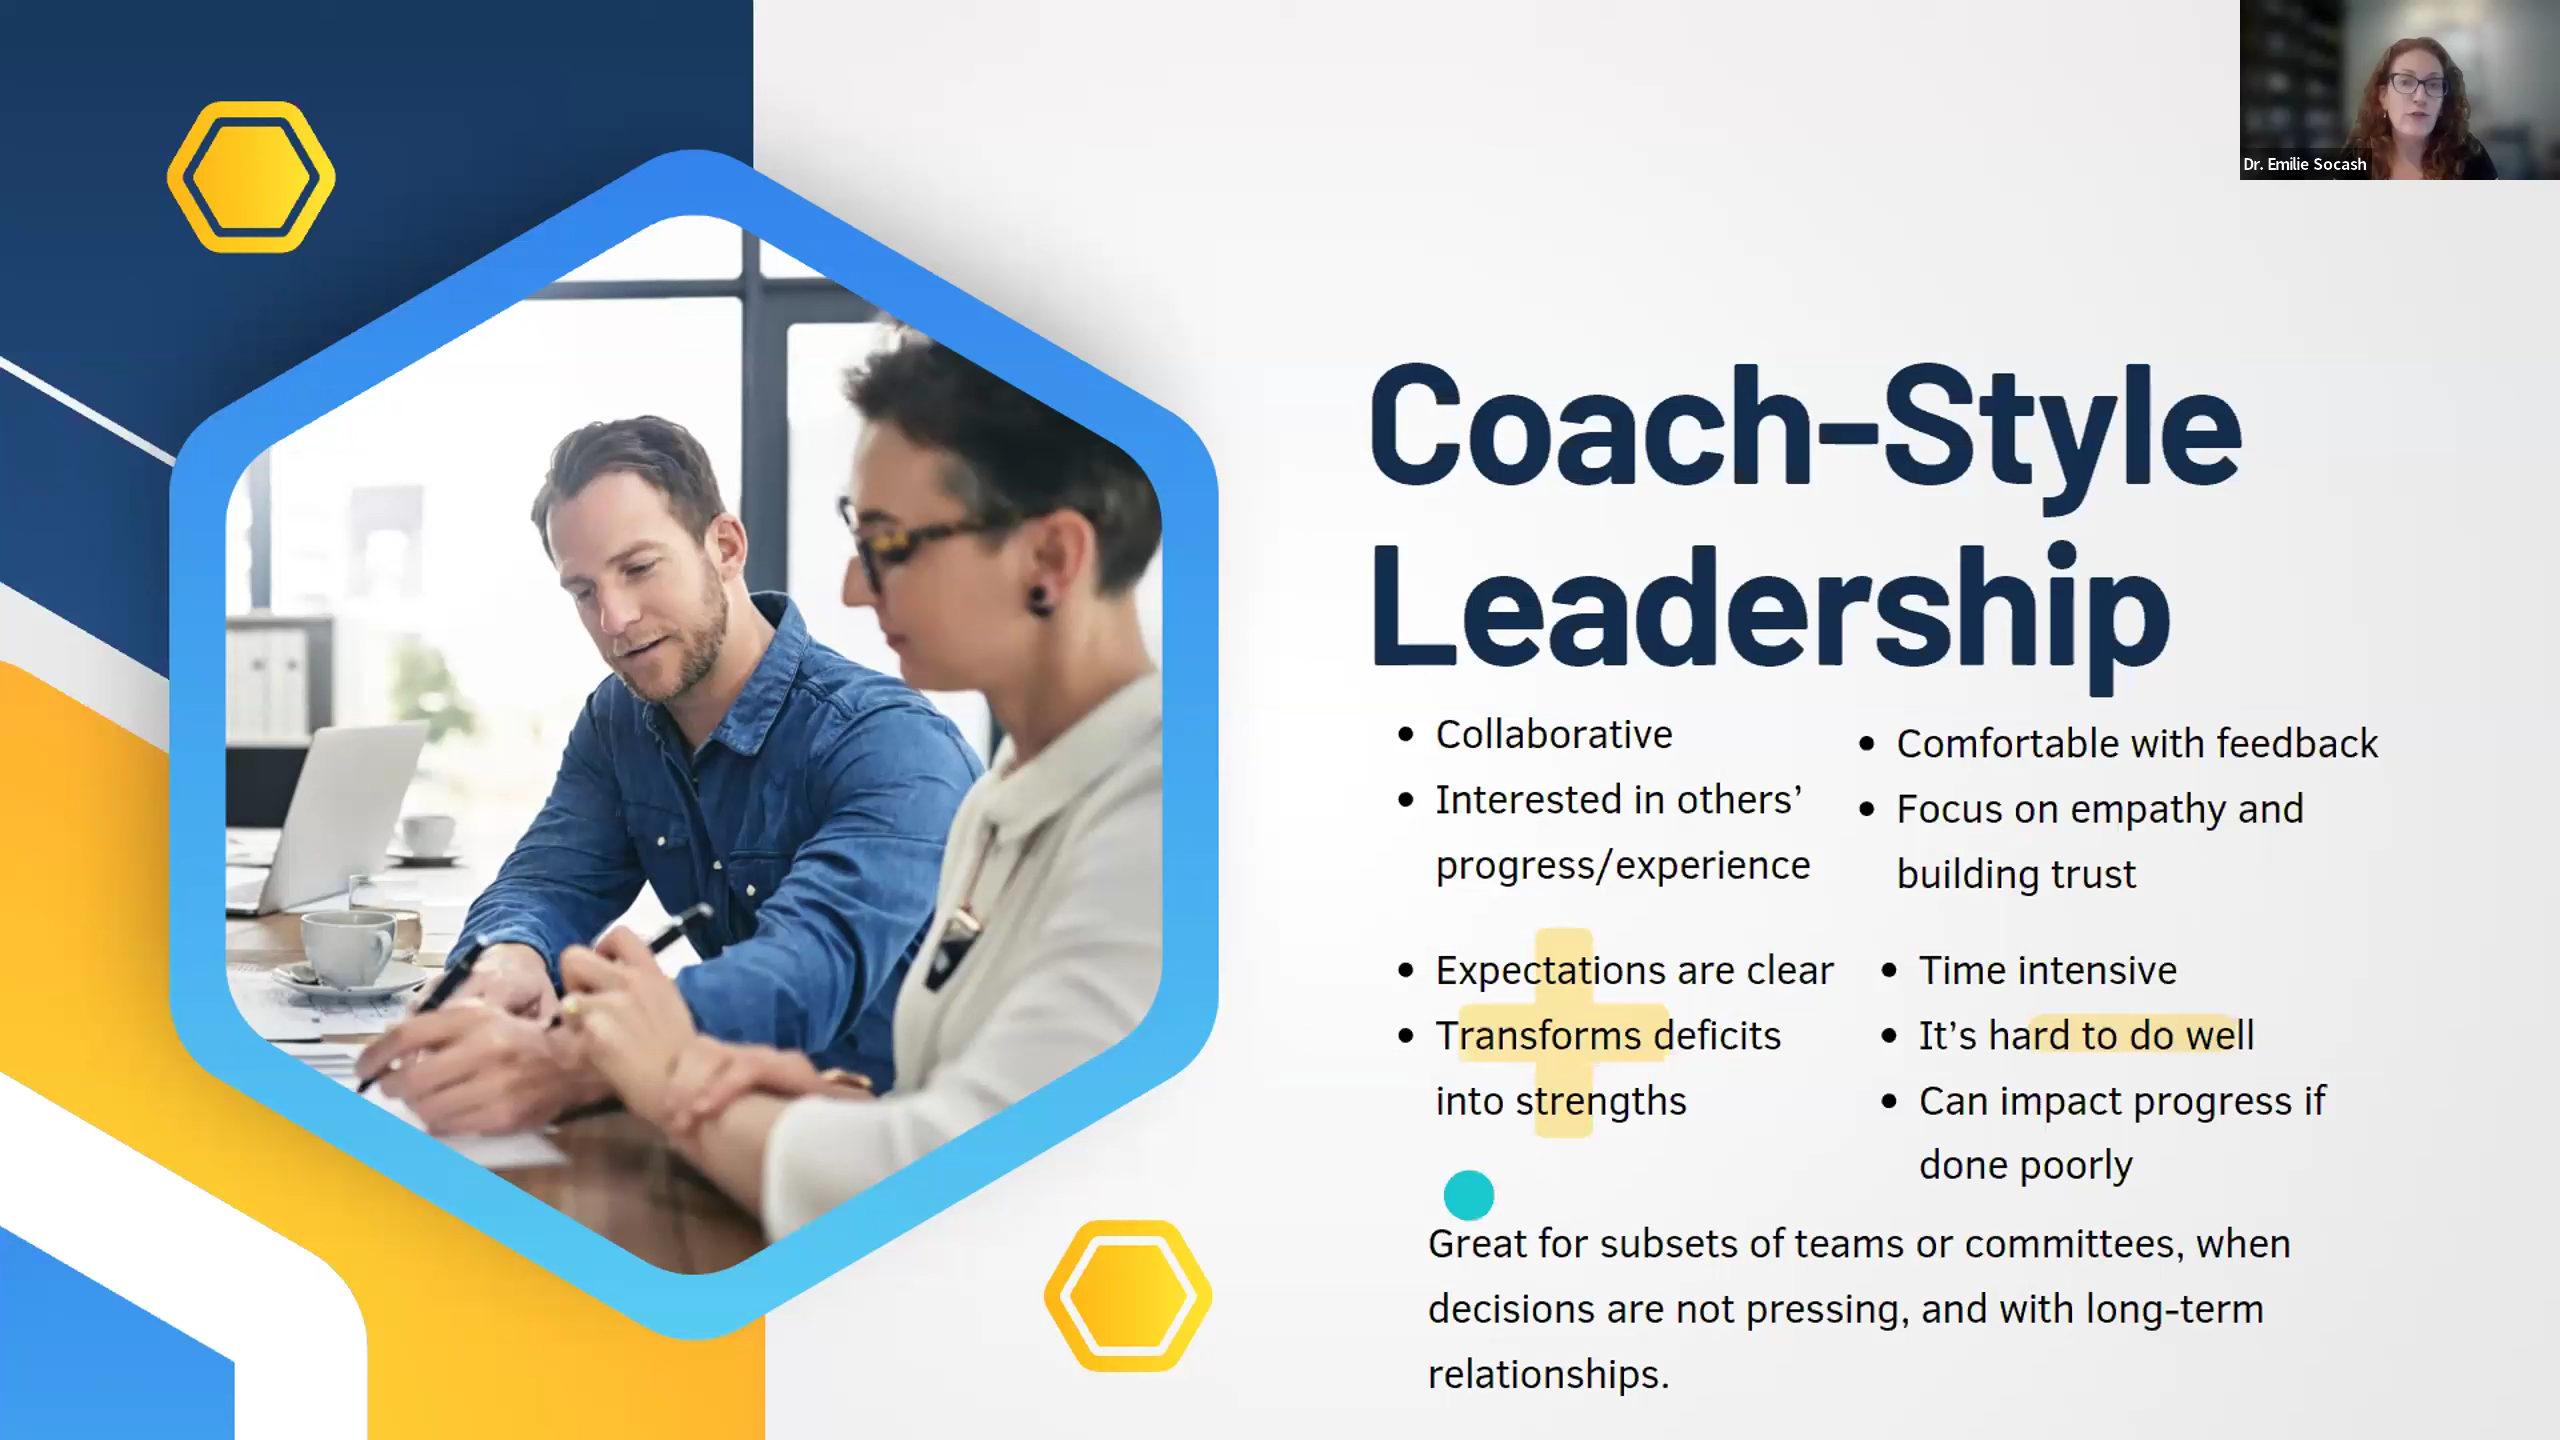 Dr. Emilie Socash
Coach-Style
Leadership
• Collaborative
• Interested in others’
progress/experience
• Comfortable with feedback
• Focus on empathy and
building trust
• Expectations are clear
• Transforms deficits
into strengths
• Time intensive
• It’s hard to do well
• Can impact progress if
done poorly
Great for subsets of teams or committees, when
decisions are not pressing, and with long-term
relationships.